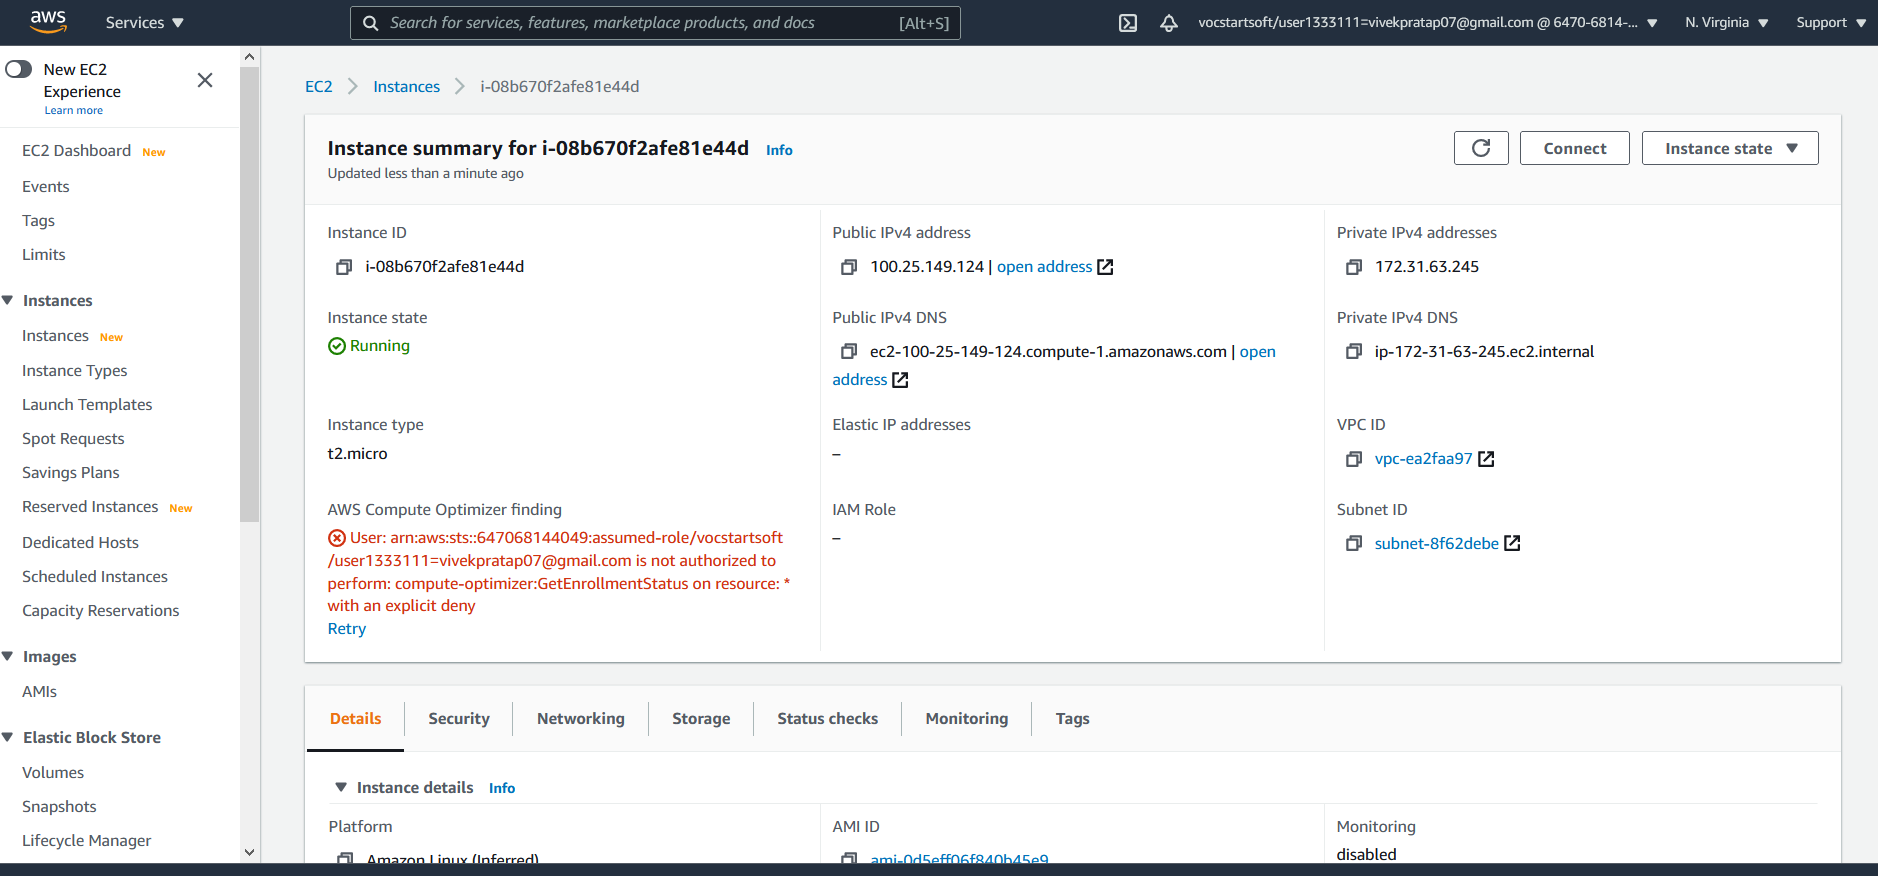 aws
Services
Search for services, features, marketplace products, and docs
[Alt+S]
vocstartsoft/user1333111=vivekpratap07@gmail.com @ 6470-6814-...
N. Virginia
Support
New EC2
Experience
Learn more
EC2 Dashboard New
Events
Tags
Limits
Instances
Instances New
Instance Types
Launch Templates
Spot Requests
Savings Plans
Reserved Instances New
Dedicated Hosts
Scheduled Instances
Capacity Reservations
Images
AMIs
Elastic Block Store
Volumes
Snapshots
Lifecycle Manager
EC2
Instances
i-08b670f2afe81e44d
Instance summary for i-08b670f2afe81e44d Info
Updated less than a minute ago
Connect
Instance state
Instance ID
i-08b670f2afe81e44d
Public IPv4 address
100.25.149.124 | open address
Private IPv4 addresses
172.31.63.245
Instance state
Running
Public IPv4 DNS
ec2-100-25-149-124.compute-1.amazonaws.com | open
address
Private IPv4 DNS
ip-172-31-63-245.ec2.internal
Instance type
t2.micro
Elastic IP addresses
–
VPC ID
vpc-ea2faa97
AWS Compute Optimizer finding
User: arn:aws:sts::647068144049:assumed-role/vocstartsoft
/user1333111=vivekpratap07@gmail.com is not authorized to
perform: compute-optimizer:GetEnrollmentStatus on resource: *
with an explicit deny
Retry
IAM Role
–
Subnet ID
subnet-8f62debe
Details
Security
Networking
Storage
Status checks
Monitoring
Tags
Instance details Info
Platform
Amazon Linux (Inferred)
AMI ID
ami-0d5eff06f840b45e9
Monitoring
disabled